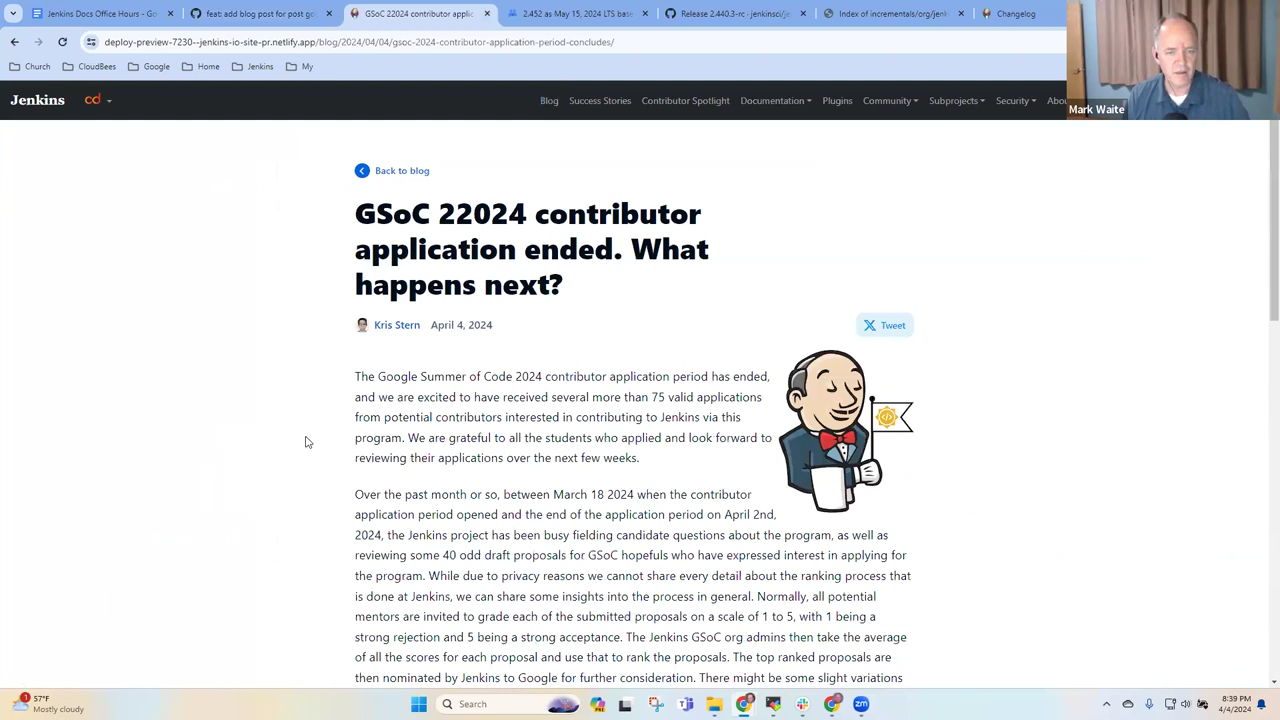 Jenkins Docs Office Hours - Go
feat: add blog post for post go
GSoC 22024 contributor applic
2.452 as May 15, 2024 LTS base
Release 2.440.3-rc · jenkinsci/je
Index of incrementals/org/jenk
Changelog
deploy-preview-7230--jenkins-io-site-pr.netlify.app/blog/2024/04/04/gsoc-2024-contributor-application-period-concludes/
Church
CloudBees
Google
Home
Jenkins
My
Jenkins
cd
Blog
Success Stories
Contributor Spotlight
Documentation
Plugins
Community
Subprojects
Security
Abou
Mark Waite
Back to blog
GSoC 22024 contributor
application ended. What
happens next?
Kris Stern April 4, 2024
Tweet
The Google Summer of Code 2024 contributor application period has ended,
and we are excited to have received several more than 75 valid applications
from potential contributors interested in contributing to Jenkins via this
program. We are grateful to all the students who applied and look forward to
reviewing their applications over the next few weeks.
Over the past month or so, between March 18 2024 when the contributor
application period opened and the end of the application period on April 2nd,
2024, the Jenkins project has been busy fielding candidate questions about the program, as well as
reviewing some 40 odd draft proposals for GSoC hopefuls who have expressed interest in applying for
the program. While due to privacy reasons we cannot share every detail about the ranking process that
is done at Jenkins, we can share some insights into the process in general. Normally, all potential
mentors are invited to grade each of the submitted proposals on a scale of 1 to 5, with 1 being a
strong rejection and 5 being a strong acceptance. The Jenkins GSoC org admins then take the average
of all the scores for each proposal and use that to rank the proposals. The top ranked proposals are
then nominated by Jenkins to Google for further consideration. There might be some slight variations
1
57°F
Mostly cloudy
Search
zm
8:39 PM
4/4/2024